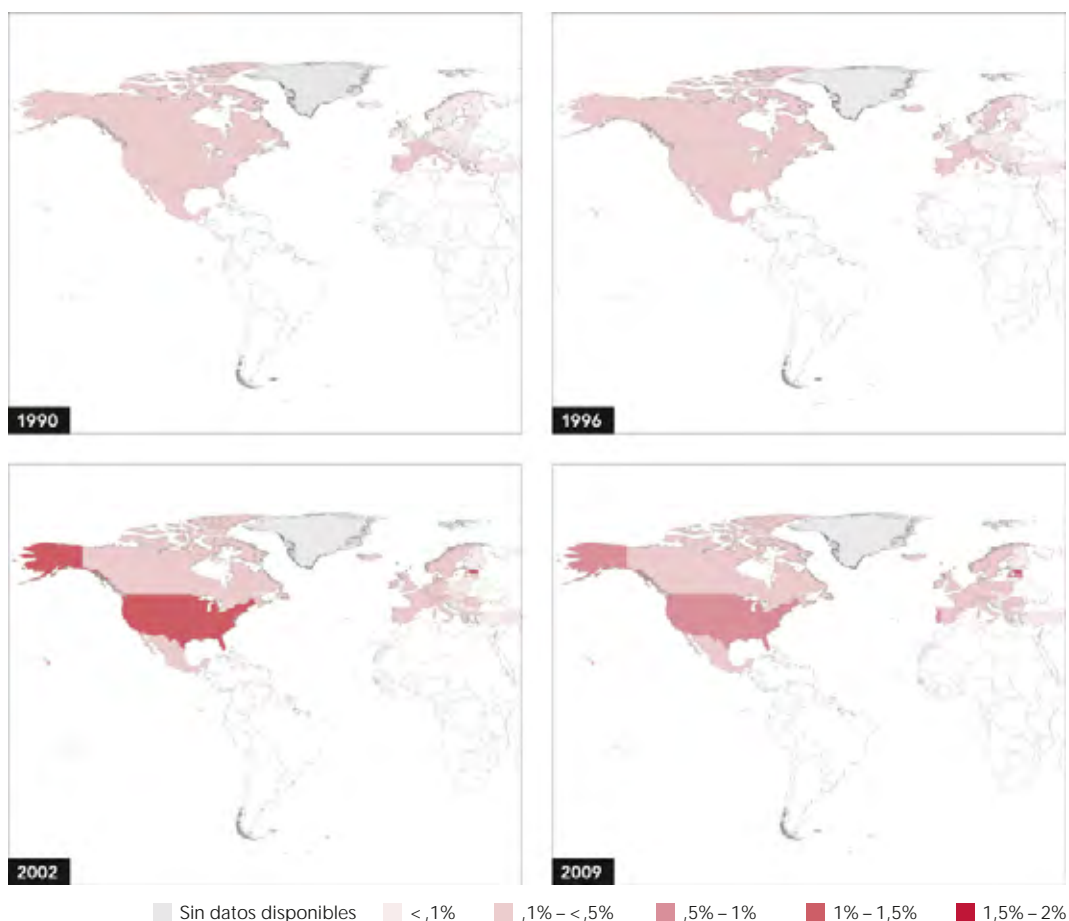 1990
1996
2002
2009
Sin datos disponibles < ,1% ,1% – < ,5% ,5% – 1% 1% – 1,5% 1,5% – 2%